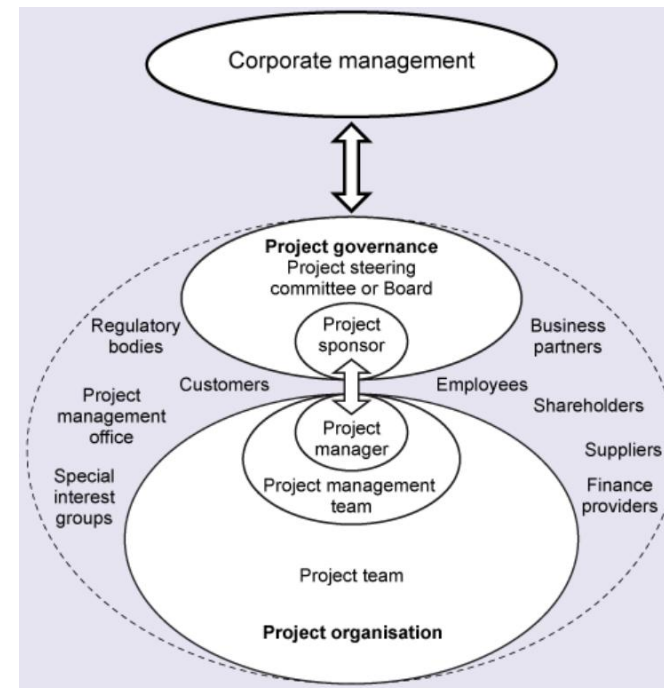 Corporate management
Project governance
Project steering
committee or Board
Project
sponsor
Regulatory
bodies
Business
partners
Customers
Employees
Project
management
office
Shareholders
Project
manager
Suppliers
Special
interest
groups
Project management
team
Finance
providers
Project team
Project organisation